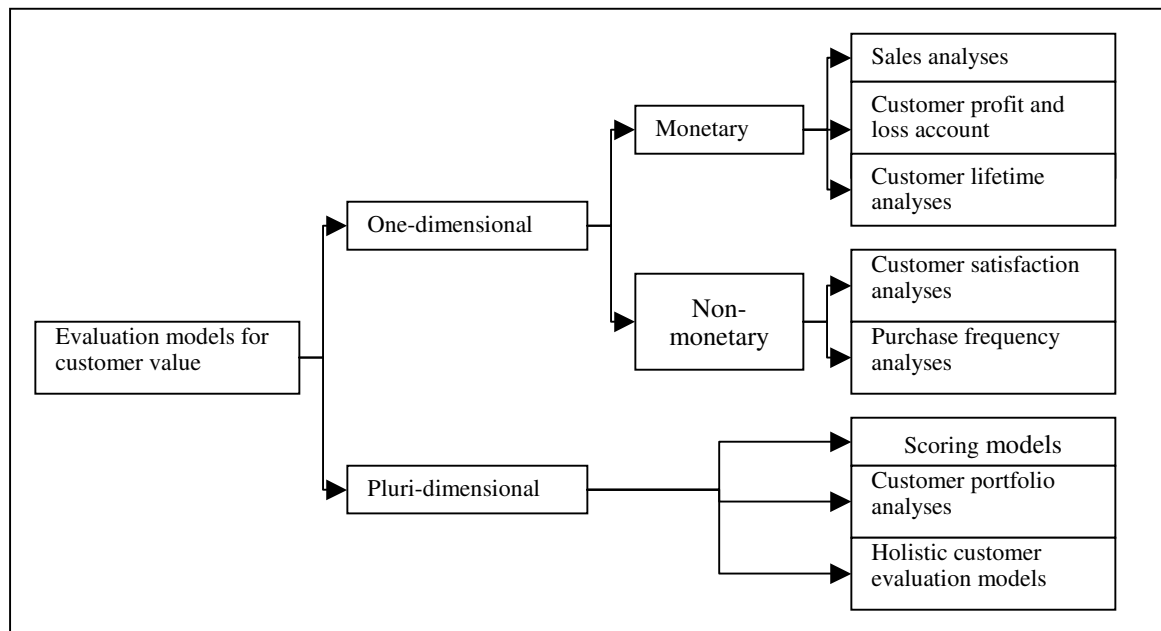 Evaluation models for
customer value
One-dimensional
Monetary
Sales analyses
Customer profit and
loss account
Customer lifetime
analyses
Non-
monetary
Customer satisfaction
analyses
Purchase frequency
analyses
Pluri-dimensional
Scoring models
Customer portfolio
analyses
Holistic customer
evaluation models